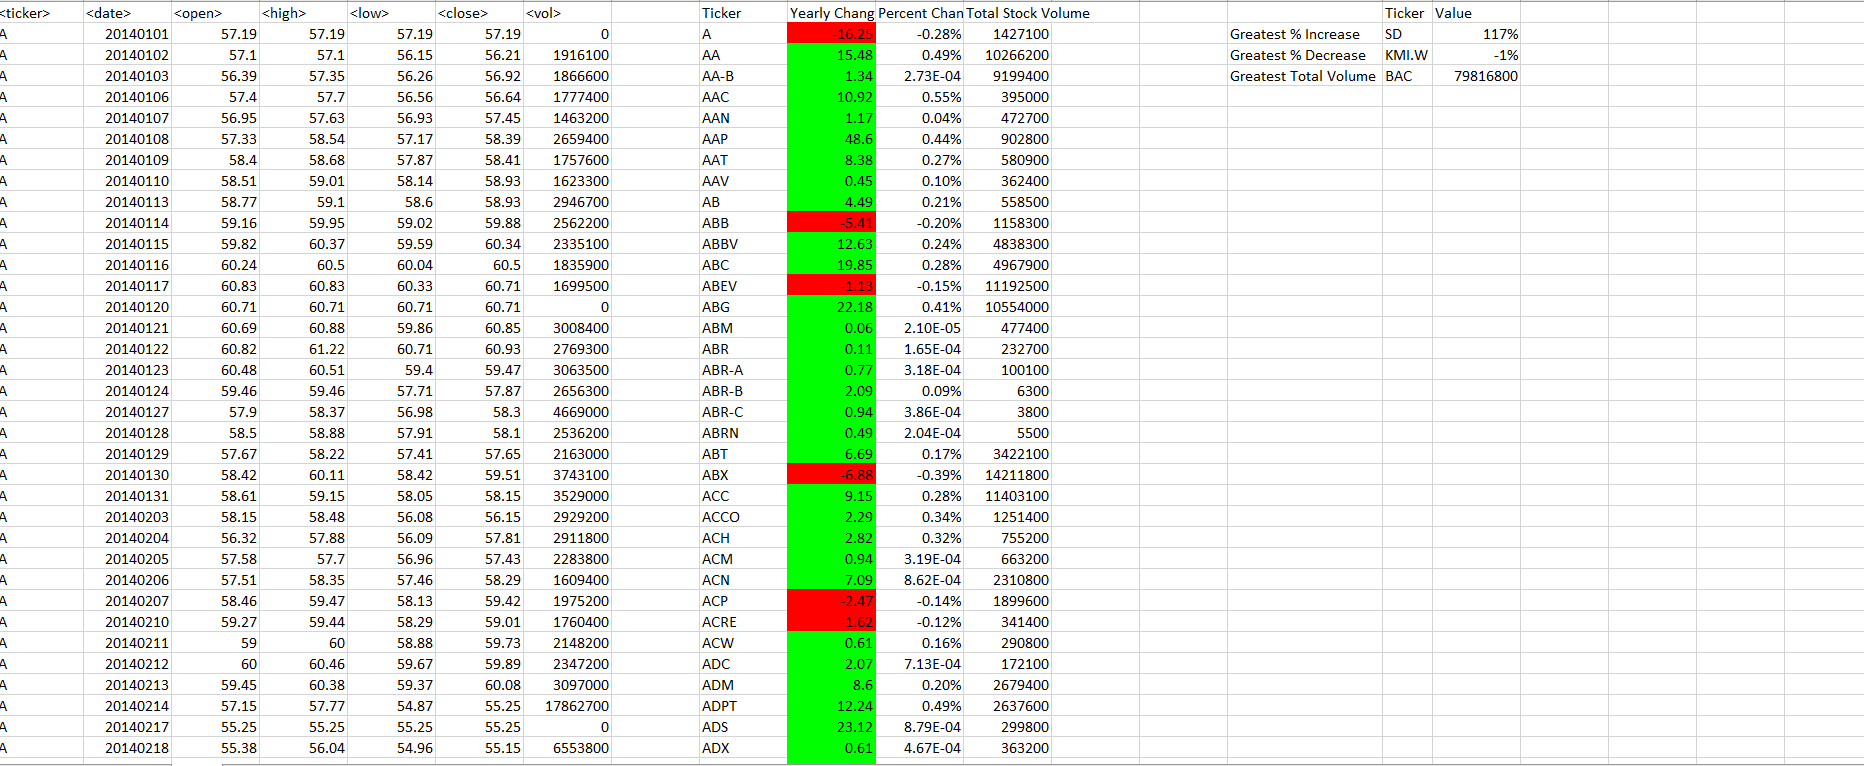 <ticker> <date> <open> <high> <low> <close> <vol> Ticker Yearly Chang Percent Chan Total Stock Volume Ticker Value
A 20140101 57.19 57.19 57.19 57.19 0 A -16.25 -0.28% 1427100 Greatest % Increase SD 117%
A 20140102 57.1 57.1 56.15 56.21 1916100 AA 15.48 0.49% 10266200 Greatest % Decrease KMI.W -1%
A 20140103 56.39 57.35 56.26 56.92 1866600 AA-B 1.34 2.73E-04 9199400 Greatest Total Volume BAC 79816800
A 20140106 57.4 57.7 56.56 56.64 1777400 AAC 10.92 0.55% 395000
A 20140107 56.95 57.63 56.93 57.45 1463200 AAN 1.17 0.04% 472700
A 20140108 57.33 58.54 57.17 58.39 2659400 AAP 48.6 0.44% 902800
A 20140109 58.4 58.68 57.87 58.41 1757600 AAT 8.38 0.27% 580900
A 20140110 58.51 59.01 58.14 58.93 1623300 AAV 0.45 0.10% 362400
A 20140113 58.77 59.1 58.6 58.93 2946700 AB 4.49 0.21% 558500
A 20140114 59.16 59.95 59.02 59.88 2562200 ABB -5.41 -0.20% 1158300
A 20140115 59.82 60.37 59.59 60.34 2335100 ABBV 12.63 0.24% 4838300
A 20140116 60.24 60.5 60.04 60.5 1835900 ABC 19.85 0.28% 4967900
A 20140117 60.83 60.83 60.33 60.71 1699500 ABEV -1.13 -0.15% 11192500
A 20140120 60.71 60.71 60.71 60.71 0 ABG 22.18 0.41% 10554000
A 20140121 60.69 60.88 59.86 60.85 3008400 ABM 0.06 2.10E-05 477400
A 20140122 60.82 61.22 60.71 60.93 2769300 ABR 0.11 1.65E-04 232700
A 20140123 60.48 60.51 59.4 59.47 3063500 ABR-A 0.77 3.18E-04 100100
A 20140124 59.46 59.46 57.71 57.87 2656300 ABR-B 2.09 0.09% 6300
A 20140127 57.9 58.37 56.98 58.3 4669000 ABR-C 0.94 3.86E-04 3800
A 20140128 58.5 58.88 57.91 58.1 2536200 ABRN 0.49 2.04E-04 5500
A 20140129 57.67 58.22 57.41 57.65 2163000 ABT 6.69 0.17% 3422100
A 20140130 58.42 60.11 58.42 59.51 3743100 ABX -6.88 -0.39% 14211800
A 20140131 58.61 59.15 58.05 58.15 3529000 ACC 9.15 0.28% 11403100
A 20140203 58.15 58.48 56.08 56.15 2929200 ACCO 2.29 0.34% 1251400
A 20140204 56.32 57.88 56.09 57.81 2911800 ACH 2.82 0.32% 755200
A 20140205 57.58 57.7 56.96 57.43 2283800 ACM 0.94 3.19E-04 663200
A 20140206 57.51 58.35 57.46 58.29 1609400 ACN 7.09 8.62E-04 2310800
A 20140207 58.46 59.47 58.13 59.42 1975200 ACP -2.47 -0.14% 1899600
A 20140210 59.27 59.44 58.29 59.01 1760400 ACRE -1.62 -0.12% 341400
A 20140211 59 60 58.88 59.73 2148200 ACW 0.61 0.16% 290800
A 20140212 60 60.46 59.67 59.89 2347100 ADC 2.07 7.13E-04 172100
A 20140213 59.45 60.38 59.37 60.08 3097000 ADM 8.6 0.20% 2679400
A 20140214 57.15 57.77 54.87 55.25 17862700 ADPT 12.24 0.49% 2637600
A 20140217 55.25 55.25 55.25 55.25 0 ADS 23.12 8.79E-04 299800
A 20140218 55.38 56.04 54.96 55.15 6553800 ADX 0.61 4.67E-04 363200